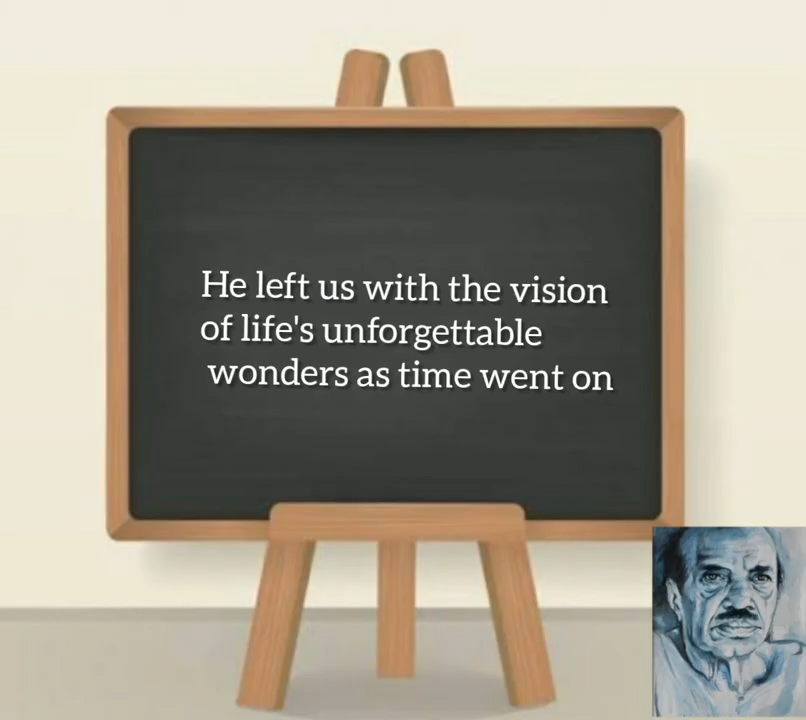 He left us with the vision
of life's unforgettable
wonders as time went on